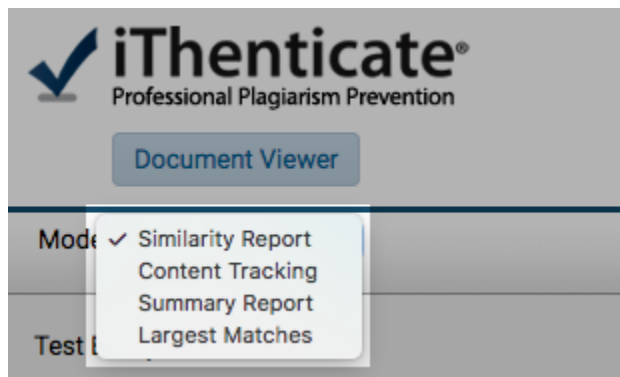 iThenticate®
Professional Plagiarism Prevention
Document Viewer
Mode
✓ Similarity Report
Content Tracking
Summary Report
Largest Matches
Test